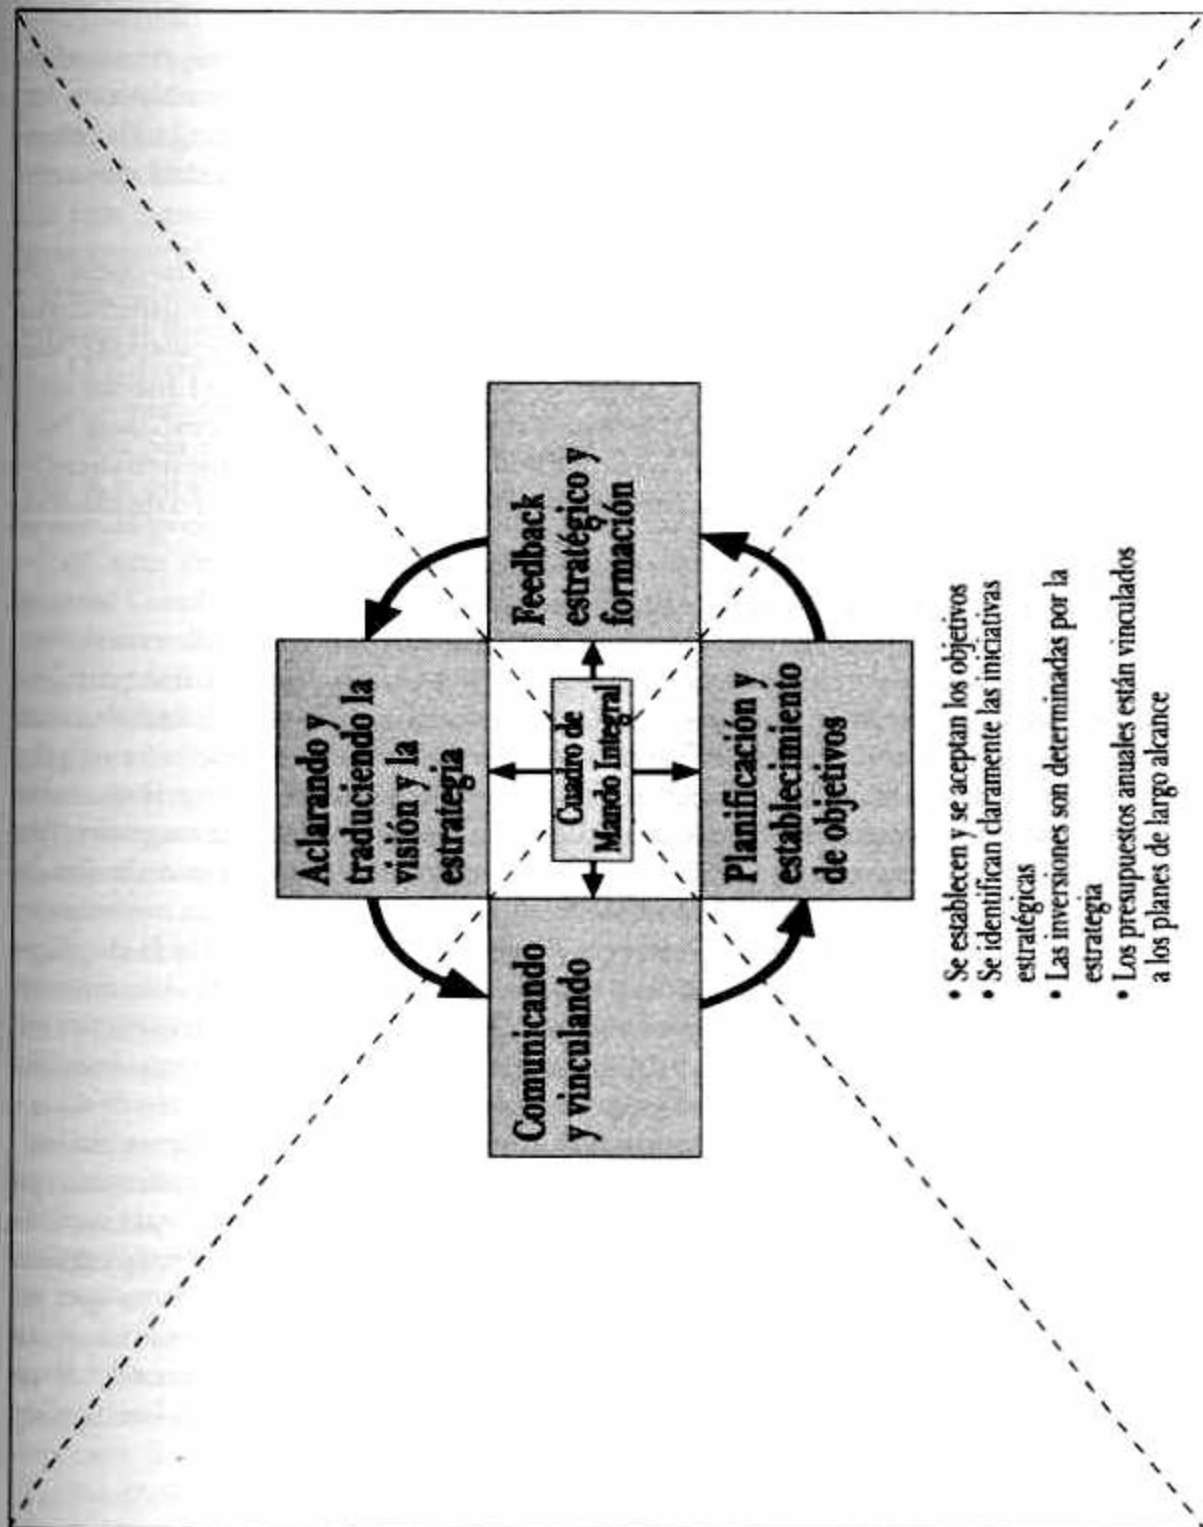 Aclarando y
traduciendo la
visión y la
estrategia
Comunicando
y vinculando
Cuadro de
Mando Integral
Feedback
estratégico y
formación
Planificación y
establecimiento
de objetivos
• Se establecen y se aceptan los objetivos
• Se identifican claramente las iniciativas
estratégicas
• Las inversiones son determinadas por la
estrategia
• Los presupuestos anuales están vinculados
a los planes de largo alcance